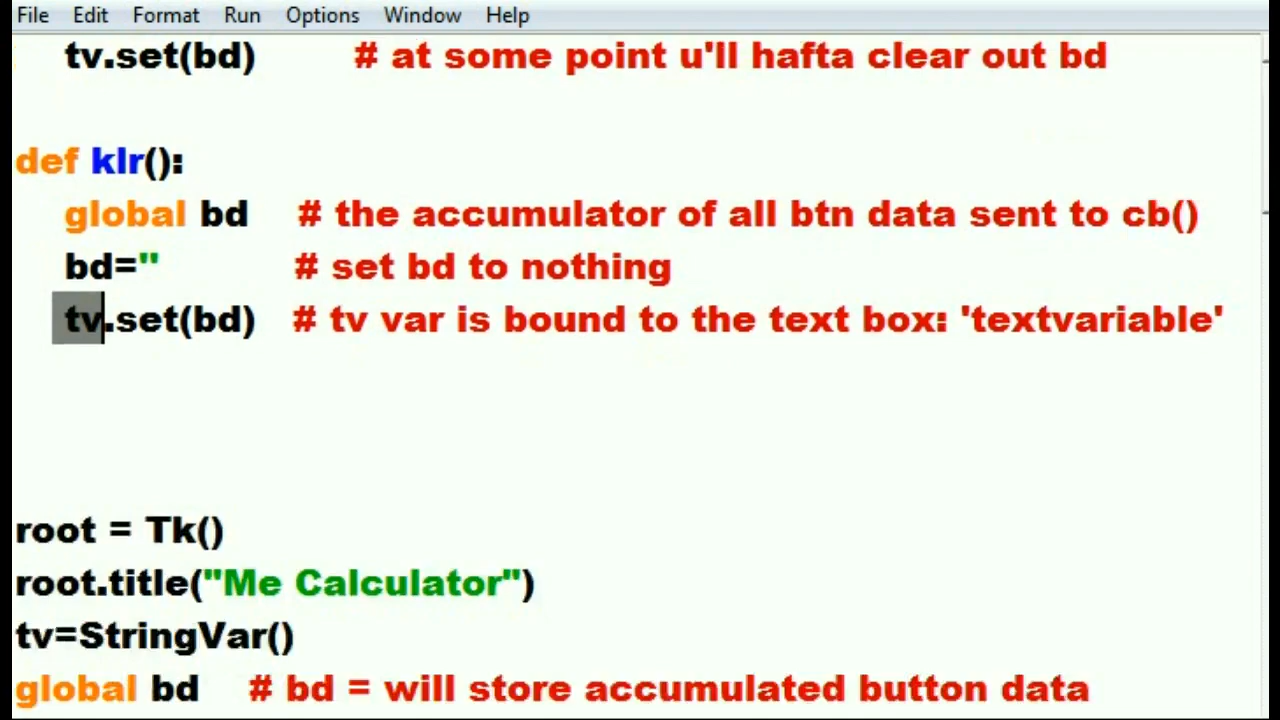 File Edit Format Run Options Window Help
tv.set(bd) # at some point u'll hafta clear out bd
def klr():
global bd # the accumulator of all btn data sent to cb()
bd='' # set bd to nothing
tv.set(bd) # tv var is bound to the text box: 'textvariable'
root = Tk()
root.title("Me Calculator")
tv=StringVar()
global bd # bd = will store accumulated button data